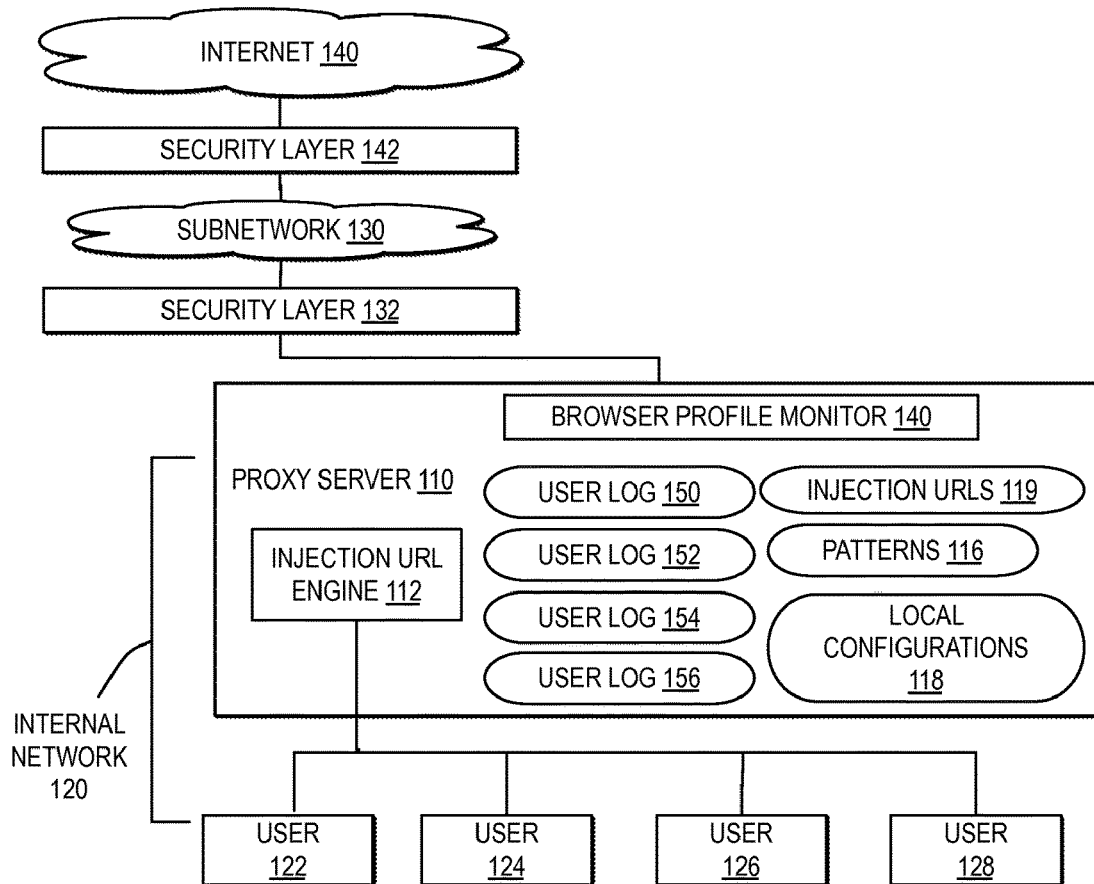 INTERNET 140
SECURITY LAYER 142
SUBNETWORK 130
SECURITY LAYER 132
BROWSER PROFILE MONITOR 140
PROXY SERVER 110
USER LOG 150
INJECTION URLS 119
INJECTION URL
ENGINE 112
USER LOG 152
PATTERNS 116
USER LOG 154
LOCAL
CONFIGURATIONS
118
USER LOG 156
INTERNAL
NETWORK
120
USER
122
USER
124
USER
126
USER
128